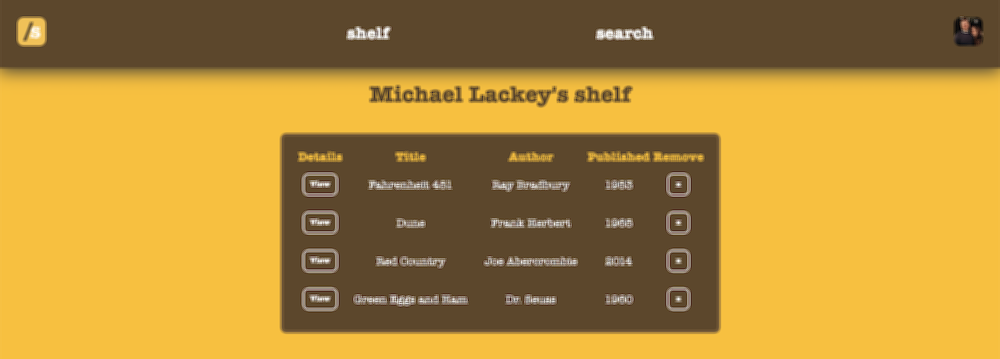 /s shelf search
Michael Lackey's shelf
Details Title Author Published Remove
View Fahrenheit 451 Ray Bradbury 1953
View Dune Frank Herbert 1965
View Red Country Joe Abercrombie 2014
View Green Eggs and Ham Dr. Seuss 1960